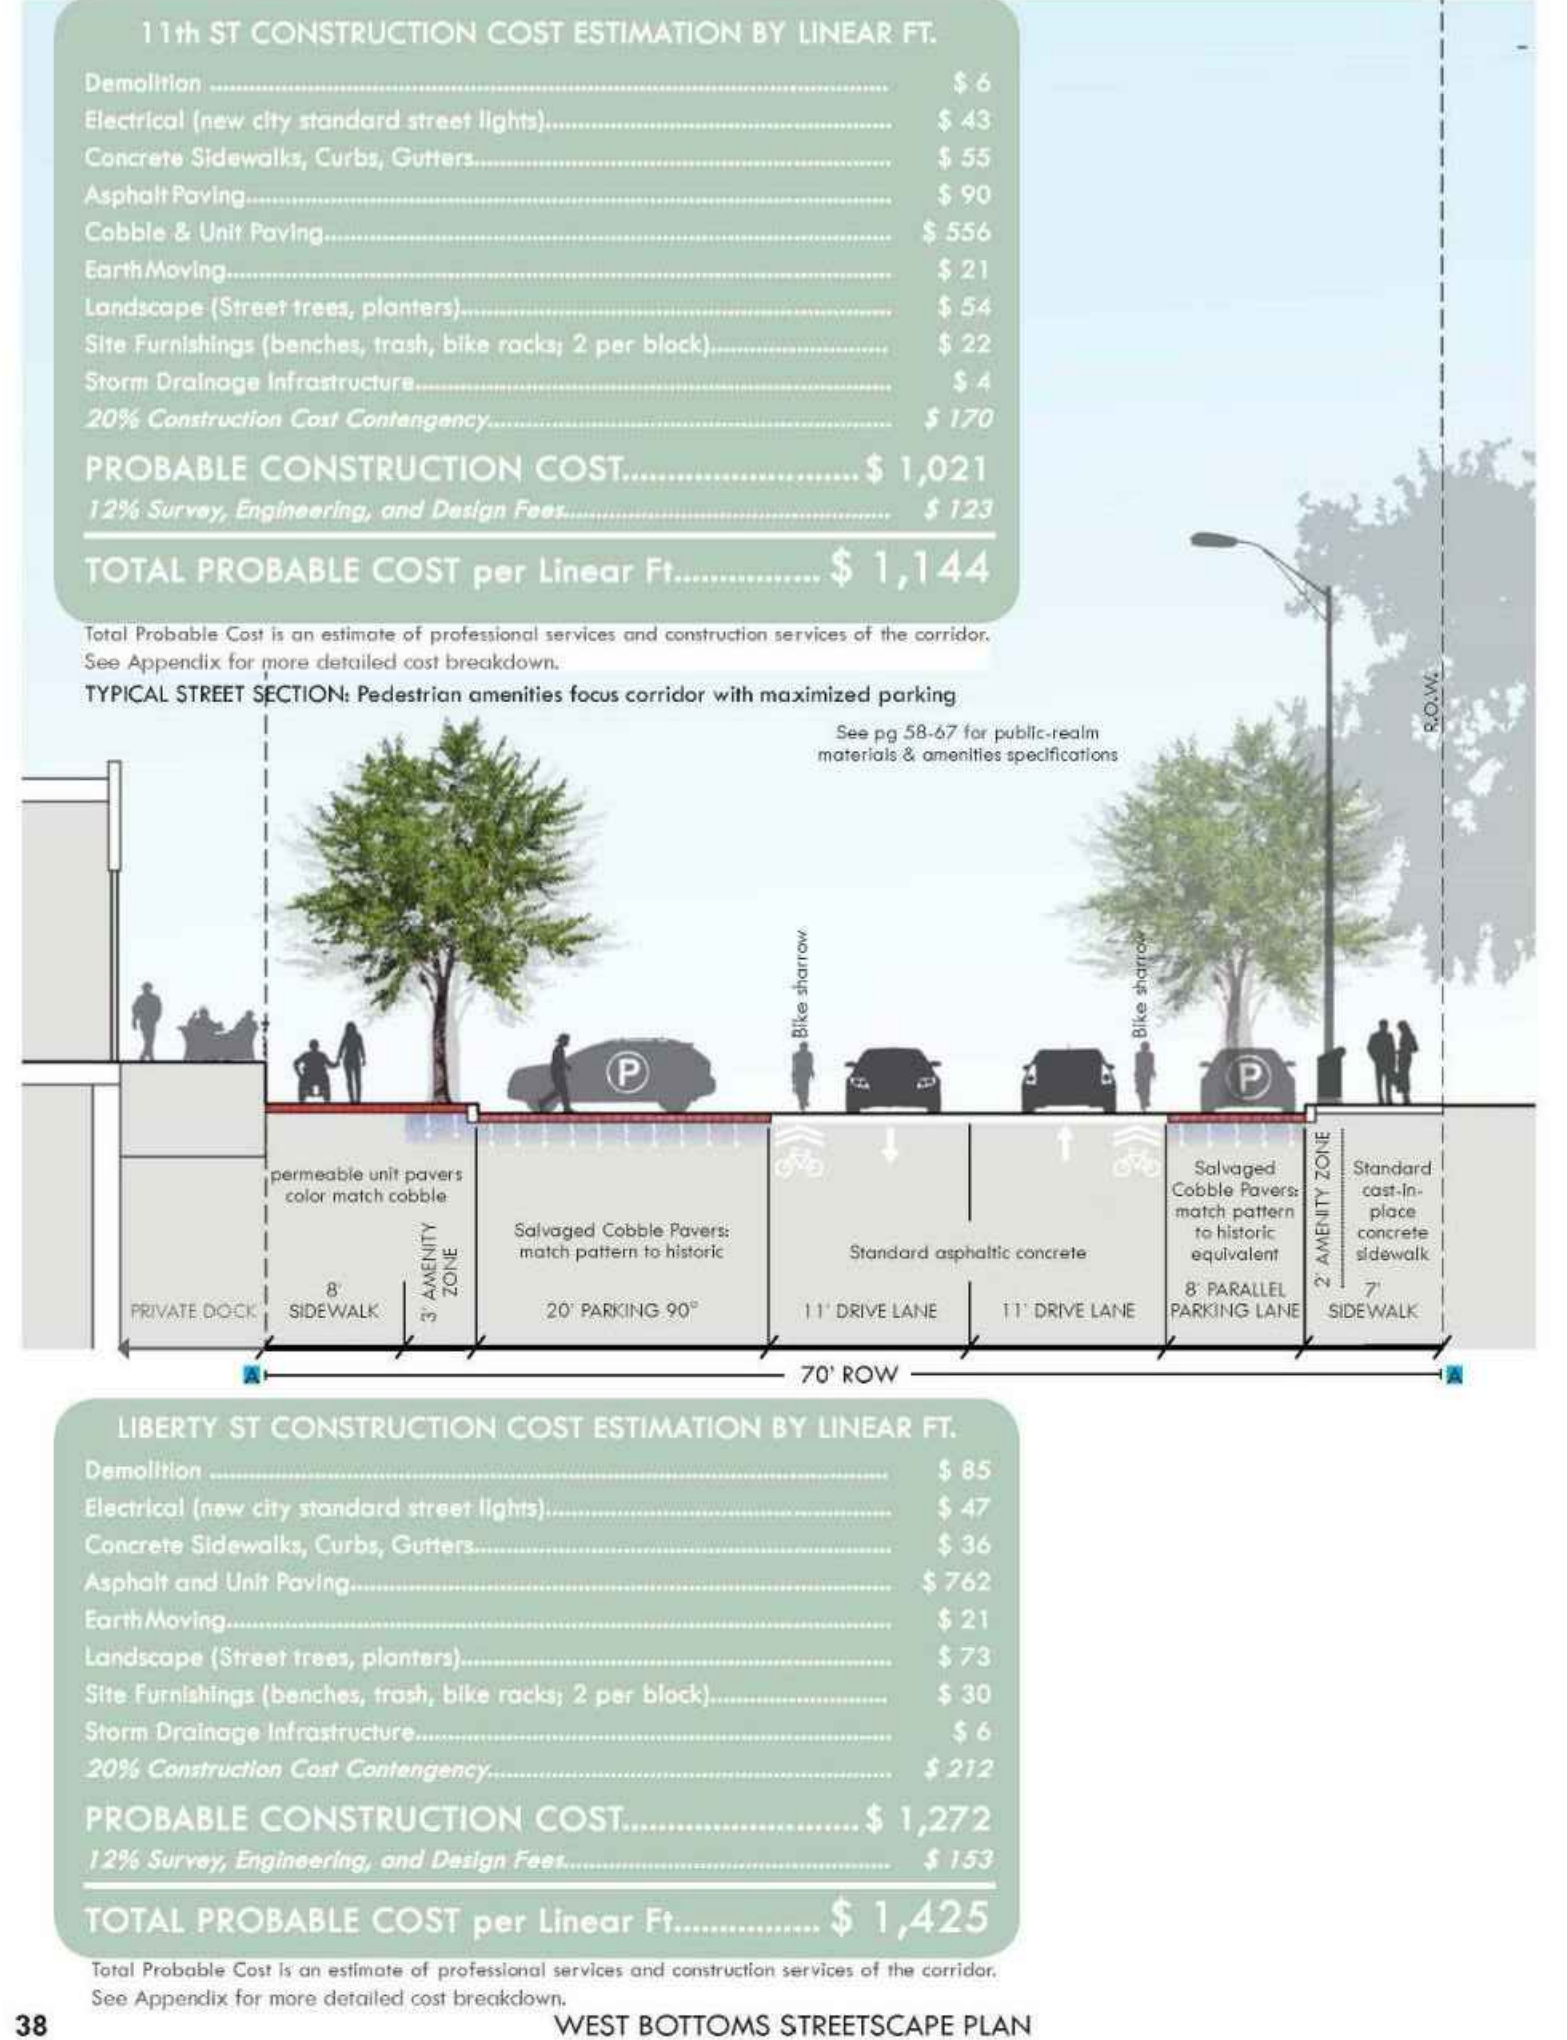 11th ST CONSTRUCTION COST ESTIMATION BY LINEAR FT.
Demolition $ 6
Electrical (new city standard street lights) $ 43
Concrete Sidewalks, Curbs, Gutters $ 55
Asphalt Paving $ 90
Cobble & Unit Paving $ 556
Earth Moving $ 21
Landscape (Street trees, planters) $ 54
Site Furnishings (benches, trash, bike racks; 2 per block) $ 22
Storm Drainage Infrastructure $ 4
20% Construction Cost Contengency $ 170
PROBABLE CONSTRUCTION COST $ 1,021
12% Survey, Engineering, and Design Fees $ 123
TOTAL PROBABLE COST per Linear Ft. $ 1,144
Total Probable Cost is an estimate of professional services and construction services of the corridor.
See Appendix for more detailed cost breakdown.
TYPICAL STREET SECTION: Pedestrian amenities focus corridor with maximized parking
See pg 58-67 for public-realm
materials & amenities specifications
R.O.W.
Bike sharrow
Bike sharrow
P
P
PRIVATE DOCK
permeable unit pavers
color match cobble
8'
SIDEWALK
3' AMENITY
ZONE
Salvaged Cobble Pavers:
match pattern to historic
20' PARKING 90°
Standard asphaltic concrete
11' DRIVE LANE
11' DRIVE LANE
Salvaged
Cobble Pavers:
match pattern
to historic
equivalent
8' PARALLEL
PARKING LANE
2' AMENITY ZONE
Standard
cast-in-
place
concrete
sidewalk
7'
SIDEWALK
A
70' ROW
A
LIBERTY ST CONSTRUCTION COST ESTIMATION BY LINEAR FT.
Demolition $ 85
Electrical (new city standard street lights) $ 47
Concrete Sidewalks, Curbs, Gutters $ 36
Asphalt and Unit Paving $ 762
Earth Moving $ 21
Landscape (Street trees, planters) $ 73
Site Furnishings (benches, trash, bike racks; 2 per block) $ 30
Storm Drainage Infrastructure $ 6
20% Construction Cost Contengency $ 212
PROBABLE CONSTRUCTION COST $ 1,272
12% Survey, Engineering, and Design Fees $ 153
TOTAL PROBABLE COST per Linear Ft. $ 1,425
Total Probable Cost is an estimate of professional services and construction services of the corridor.
See Appendix for more detailed cost breakdown.
38
WEST BOTTOMS STREETSCAPE PLAN